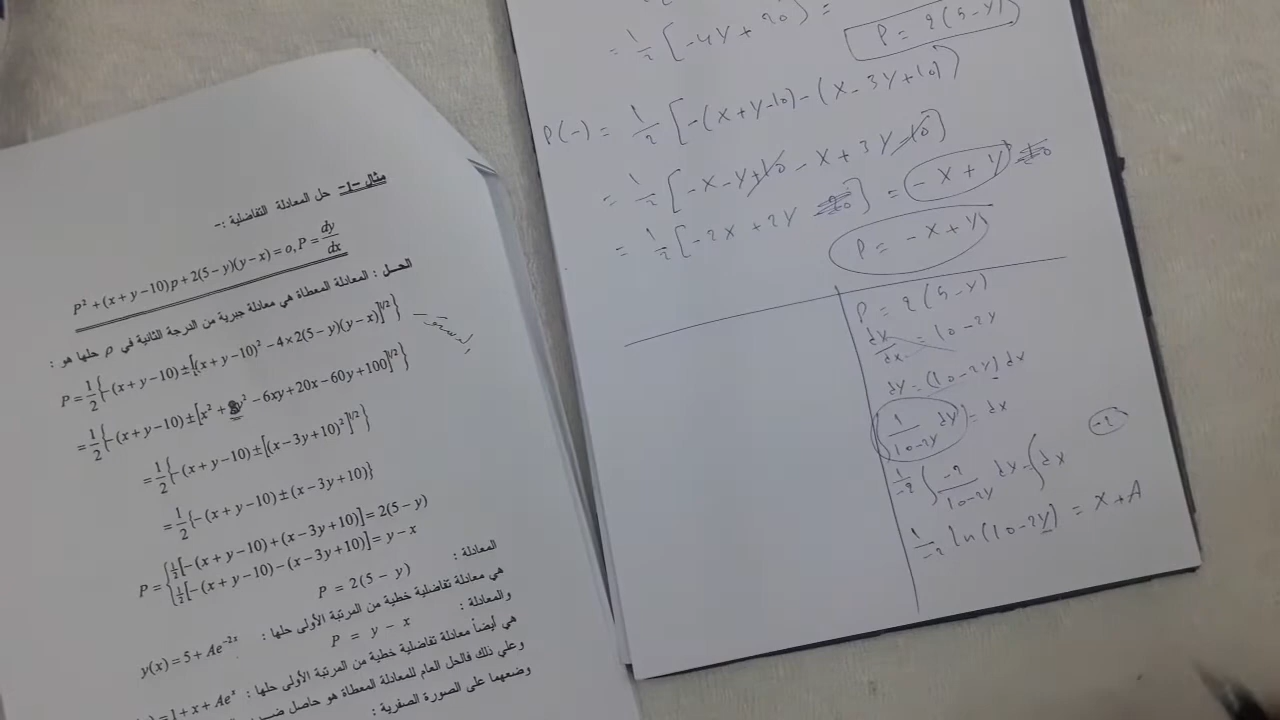 مثال -1- حل المعادلة التفاضلية :-
P² + (x + y − 10)p + 2(5 − y)(y − x) = o, P = dy/dx
الحسل : المعادلة المعطاة هي معادلة جبرية من الدرجة الثانية في ρ حلها هو :
P = 1/2{−(x + y − 10) ± [(x + y − 10)² − 4 × 2(5 − y)(y − x)]^1/2}
الدستور
= 1/2{−(x + y − 10) ± [x² + 9y² − 6xy + 20x − 60y + 100]^1/2}
= 1/2{−(x + y − 10) ± [(x − 3y + 10)²]^1/2}
= 1/2{−(x + y − 10) ± (x − 3y + 10)}
P = { 1/2[−(x + y − 10) + (x − 3y + 10)] = 2(5 − y)
1/2[−(x + y − 10) − (x − 3y + 10)] = y − x
المعادلة :
P = 2(5 − y)
هي معادلة تفاضلية خطية من المرتبة الأولى حلها : y(x) = 5 + Ae^−2x
والمعادلة :
P = y − x
هي أيضاً معادلة تفاضلية خطية من المرتبة الأولى حلها : = 1 + x + Ae^x
وعلي ذلك فالحل العام للمعادلة المعطاة هو حاصل
وضعهما على الصورة الصفرية :
= 1/2 [−4y + 20] =
P = 2(5−y)
P(−) = 1/2 [−(x+y−10) − (x−3y+10)]
= 1/2 [−x−y+10 − x+3y−10]
= 1/2 [−2x + 2y ] = −x + y
P = −x+y
P = 2(5−y)
dy/dx = 10−2y
dy = (10−2y) dx
1/(10−2y) dy = dx
1/−2 ∫ −2/(10−2y) dy = ∫ dx
−2
1/−2 ln(10−2y) = x+A